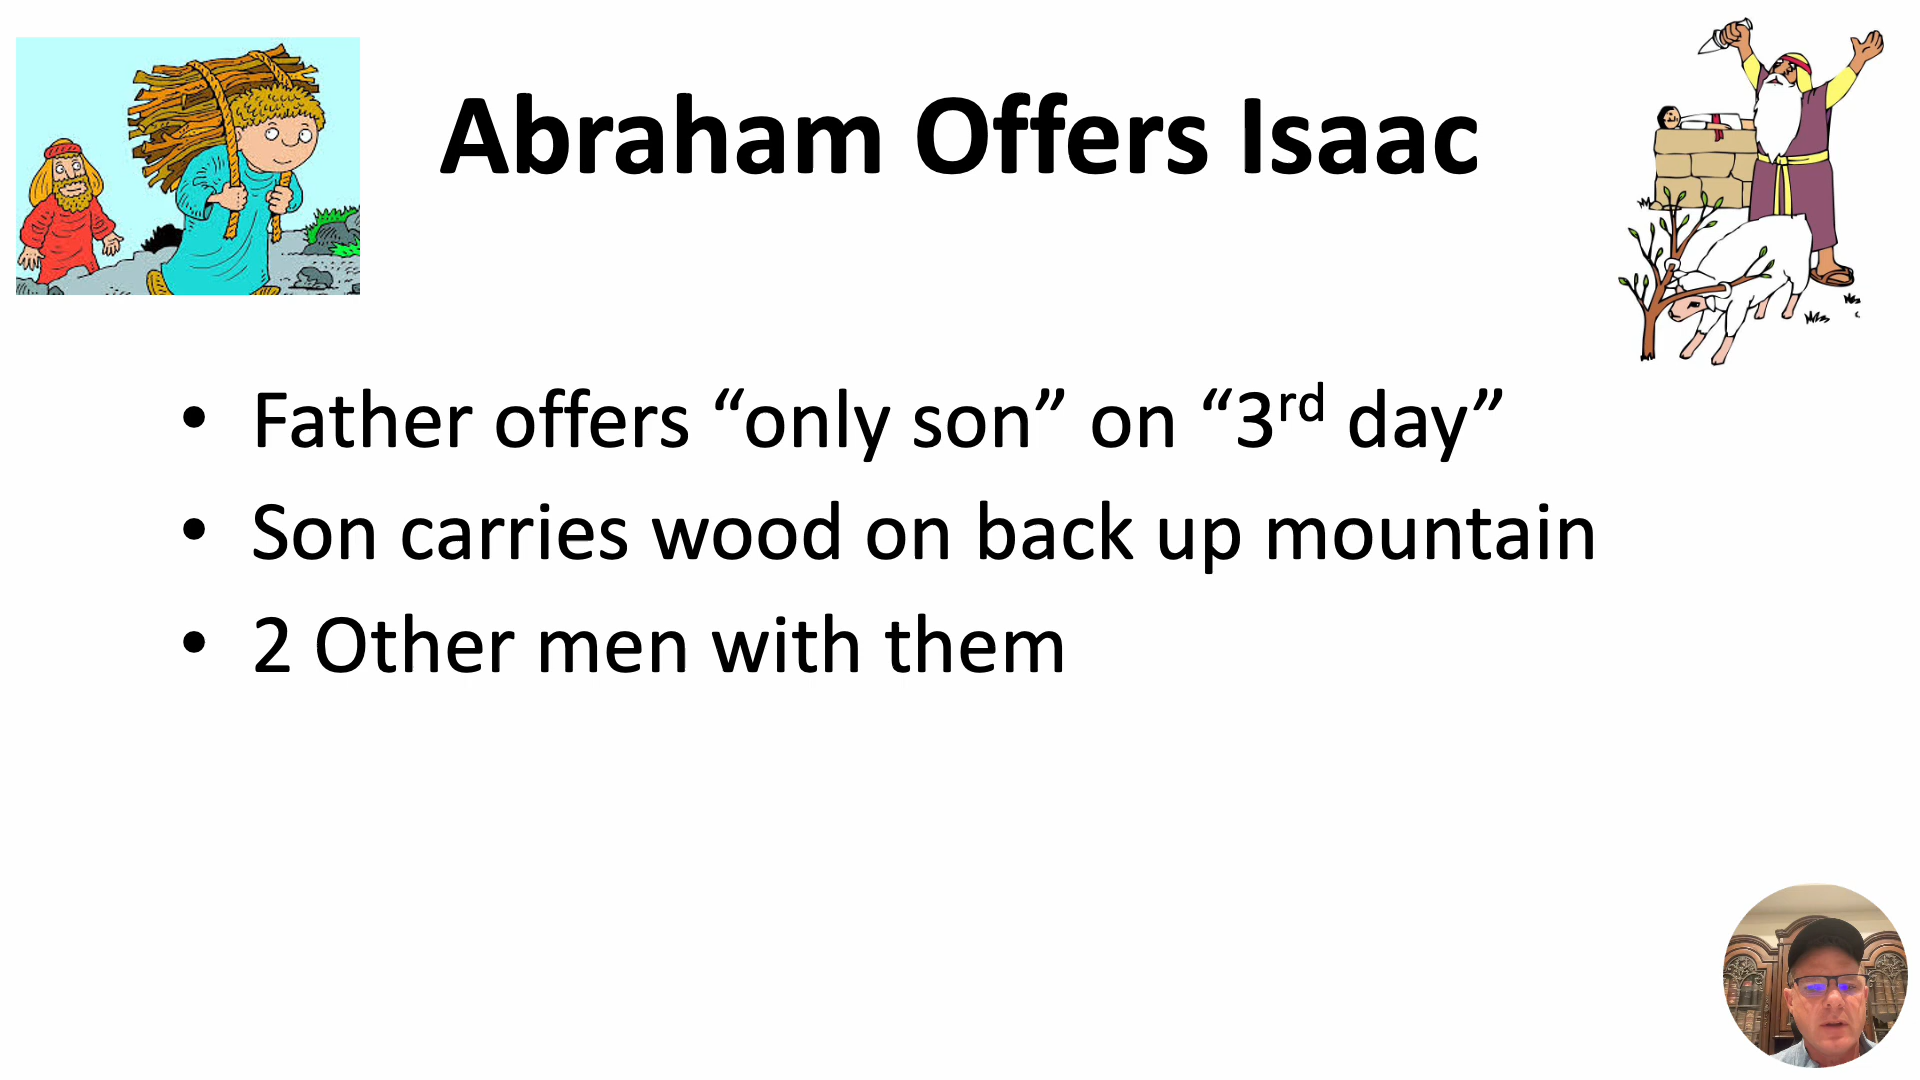 Abraham Offers Isaac
• Father offers “only son” on “3rd day”
• Son carries wood on back up mountain
• 2 Other men with them